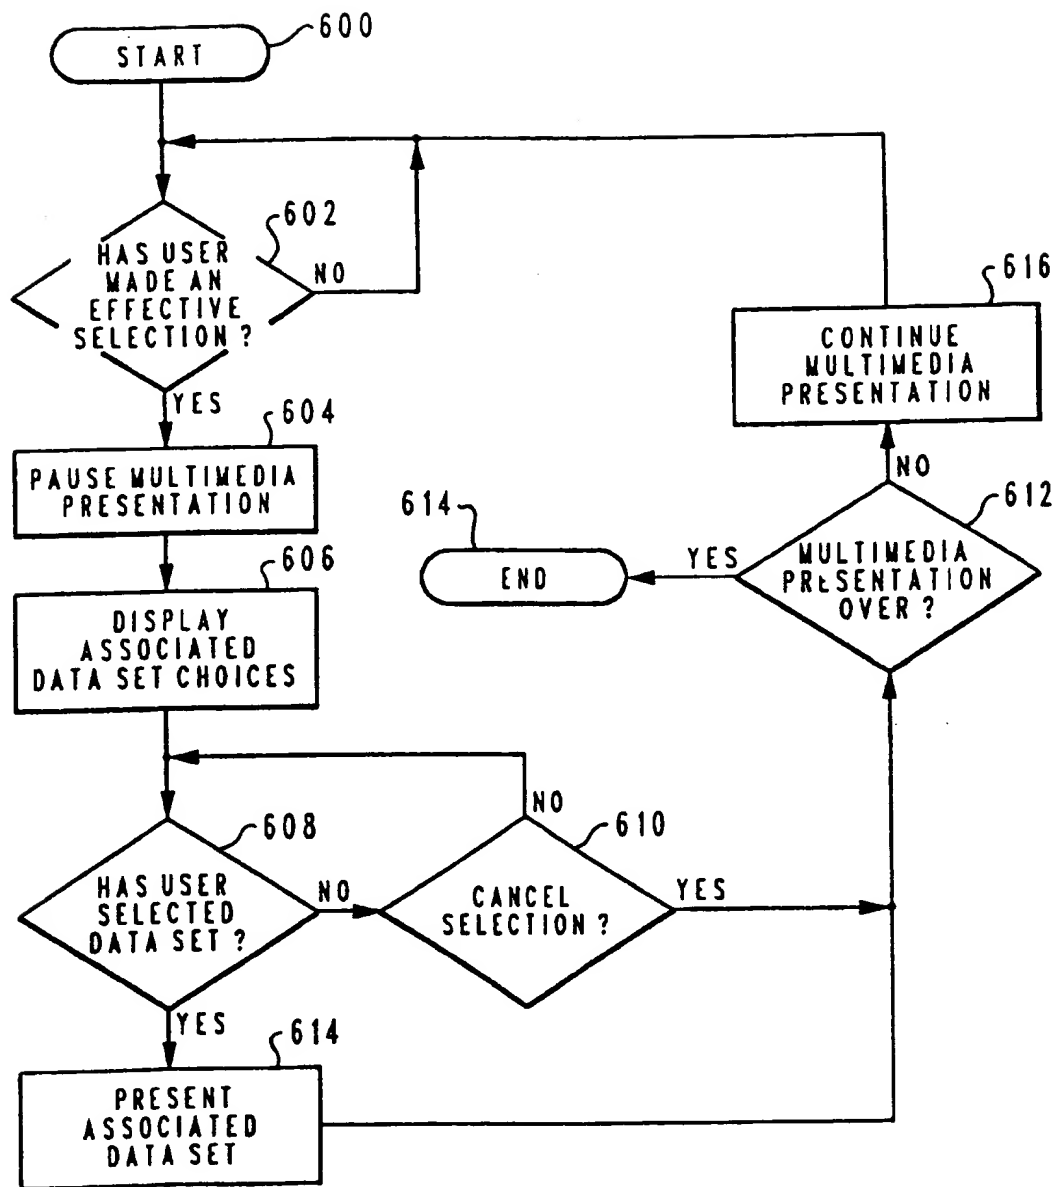 600
START
602
HAS USER
MADE AN
EFFECTIVE
SELECTION ?
NO
YES
604
PAUSE MULTIMEDIA
PRESENTATION
606
DISPLAY
ASSOCIATED
DATA SET CHOICES
608
HAS USER
SELECTED
DATA SET ?
NO
YES
610
CANCEL
SELECTION ?
NO
YES
614
PRESENT
ASSOCIATED
DATA SET
612
MULTIMEDIA
PRESENTATION
OVER ?
YES
NO
614
END
616
CONTINUE
MULTIMEDIA
PRESENTATION